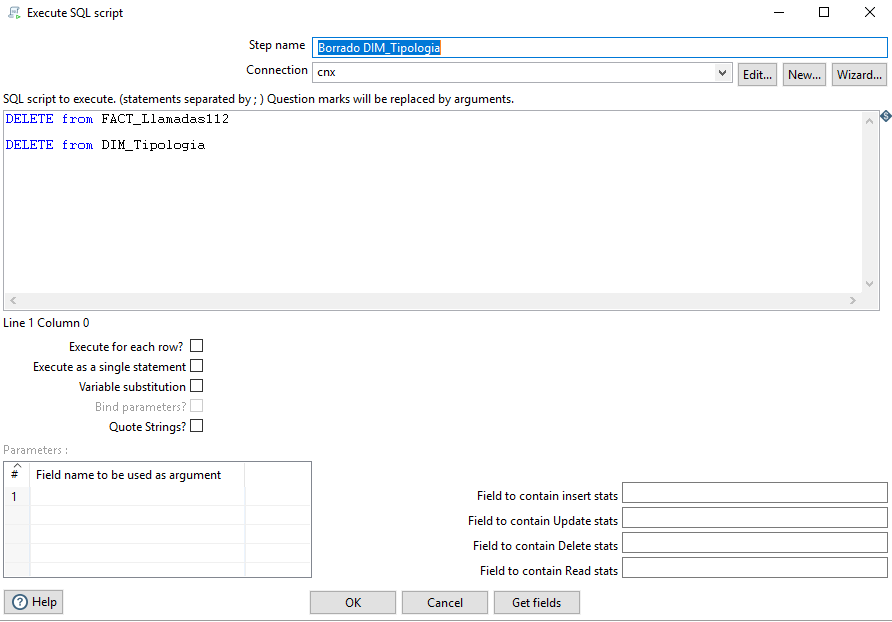 Execute SQL script
Step name Borrado DIM_Tipologia
Connection cnx Edit... New... Wizard...
SQL script to execute. (statements separated by ; ) Question marks will be replaced by arguments.
DELETE from FACT_Llamadas112
DELETE from DIM_Tipologia
Line 1 Column 0
Execute for each row?
Execute as a single statement
Variable substitution
Bind parameters?
Quote Strings?
Parameters :
# Field name to be used as argument
1
Field to contain insert stats
Field to contain Update stats
Field to contain Delete stats
Field to contain Read stats
Help OK Cancel Get fields